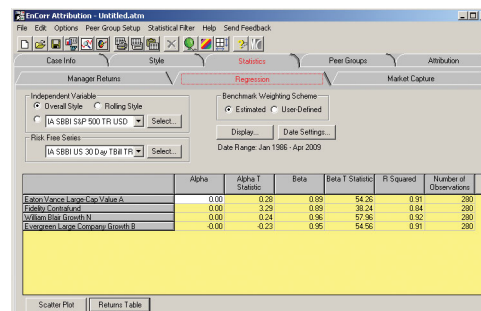 EnCorr Attribution - Untitled.atm
File Edit Options Peer Group Setup Statistical Filter Help Send Feedback
Case Info Style Statistics Peer Groups Attribution
Manager Returns Regression Market Capture
Independent Variable
Overall Style Rolling Style
IA SBBI S&P 500 TR USD Select...
Risk Free Series
IA SBBI US 30 Day TBill TR Select...
Benchmark Weighting Scheme
Estimated User-Defined
Display... Date Settings...
Date Range: Jan 1986 - Apr 2009
Alpha Alpha T Statistic Beta Beta T Statistic R Squared Number of Observations
Eaton Vance Large-Cap Value A 0.00 0.28 0.89 54.26 0.91 280
Fidelity Contrafund 0.00 3.29 0.89 38.24 0.84 280
William Blair Growth N 0.00 0.24 0.96 57.96 0.92 280
Evergreen Large Company Growth B -0.00 -0.23 0.95 54.56 0.91 280
Scatter Plot Returns Table